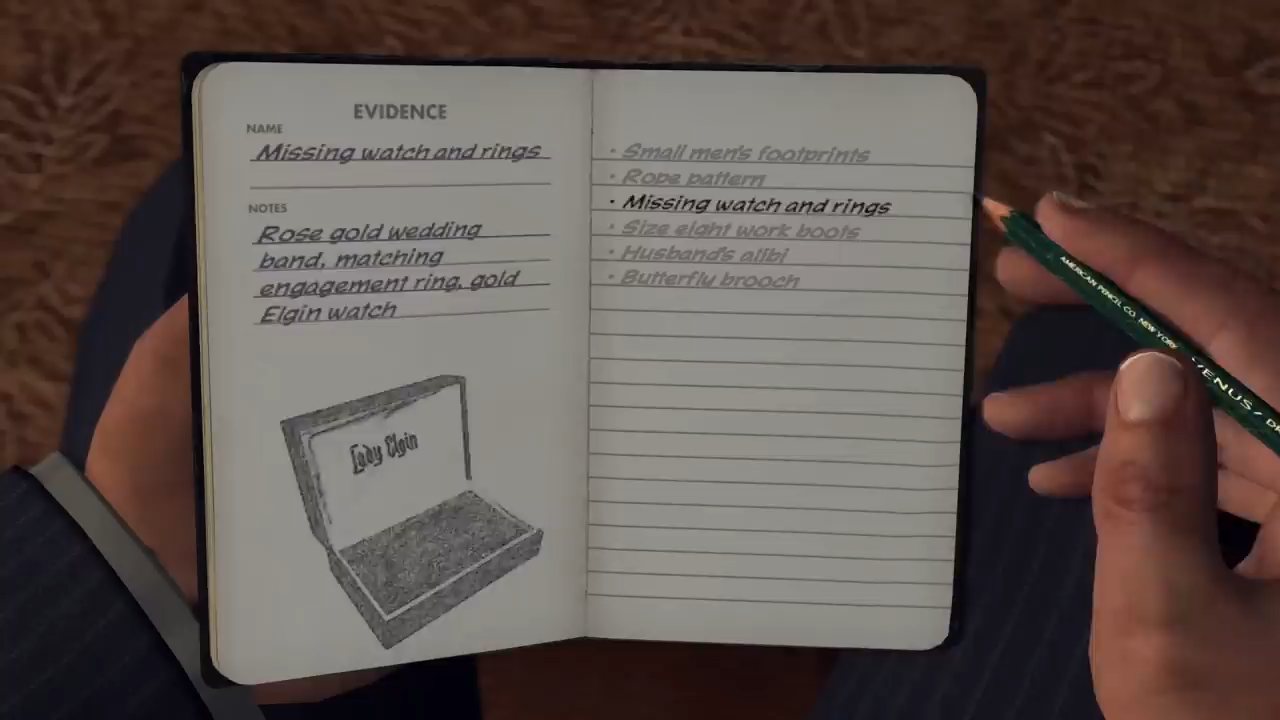 EVIDENCE
NAME
Missing watch and rings
NOTES
Rose gold wedding
band, matching
engagement ring, gold
Elgin watch
Lady Elgin
• Small men's footprints
• Rope pattern
• Missing watch and rings
• Size eight work boots
• Husband's alibi
• Butterfly brooch
AMERICAN PENCIL CO. NEW YORK VENUS